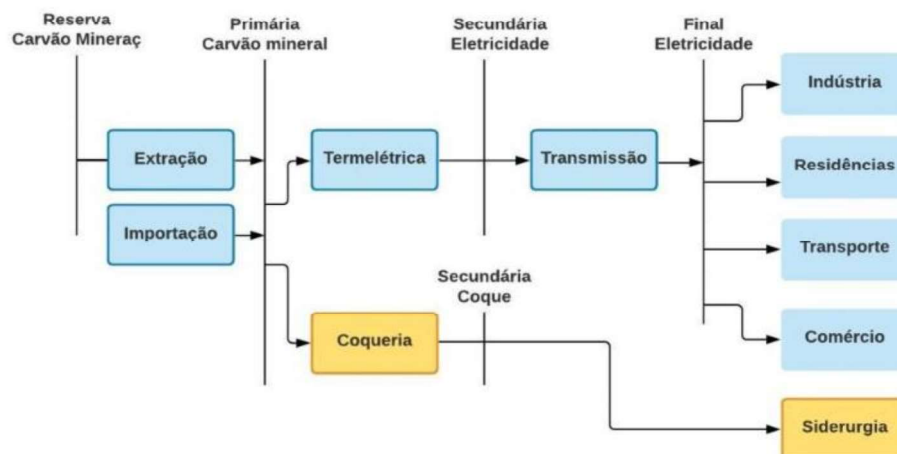 Reserva
Carvão Mineraç
Primária
Carvão mineral
Secundária
Eletricidade
Final
Eletricidade
Indústria
Extração
Termelétrica
Transmissão
Residências
Importação
Transporte
Secundária
Coque
Coqueria
Comércio
Siderurgia